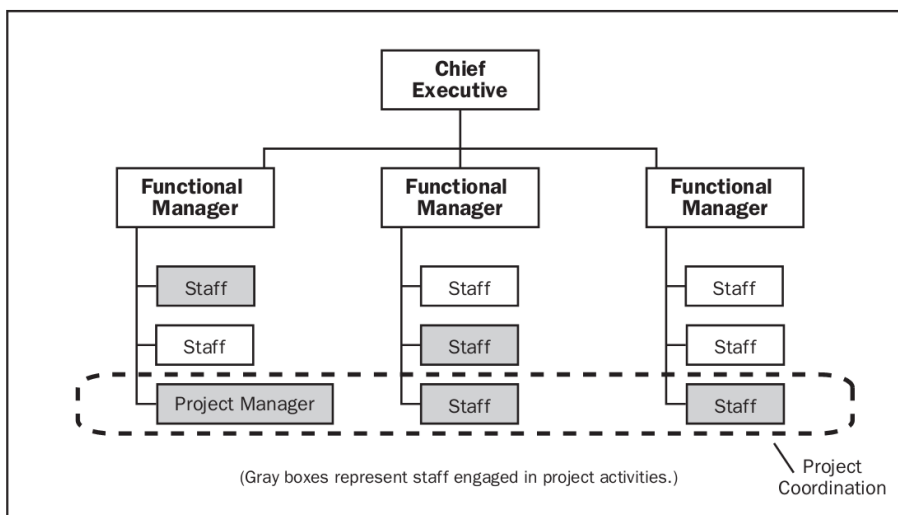 Chief
Executive
Functional
Manager
Functional
Manager
Functional
Manager
Staff
Staff
Staff
Staff
Staff
Staff
Project Manager
Staff
Staff
(Gray boxes represent staff engaged in project activities.)
Project
Coordination